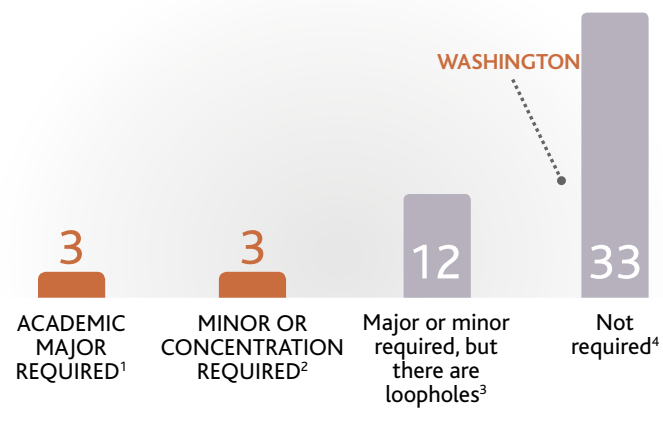 WASHINGTON
3
3
12
33
ACADEMIC
MAJOR
REQUIRED¹
MINOR OR
CONCENTRATION
REQUIRED²
Major or minor
required, but
there are
loopholes³
Not
required⁴